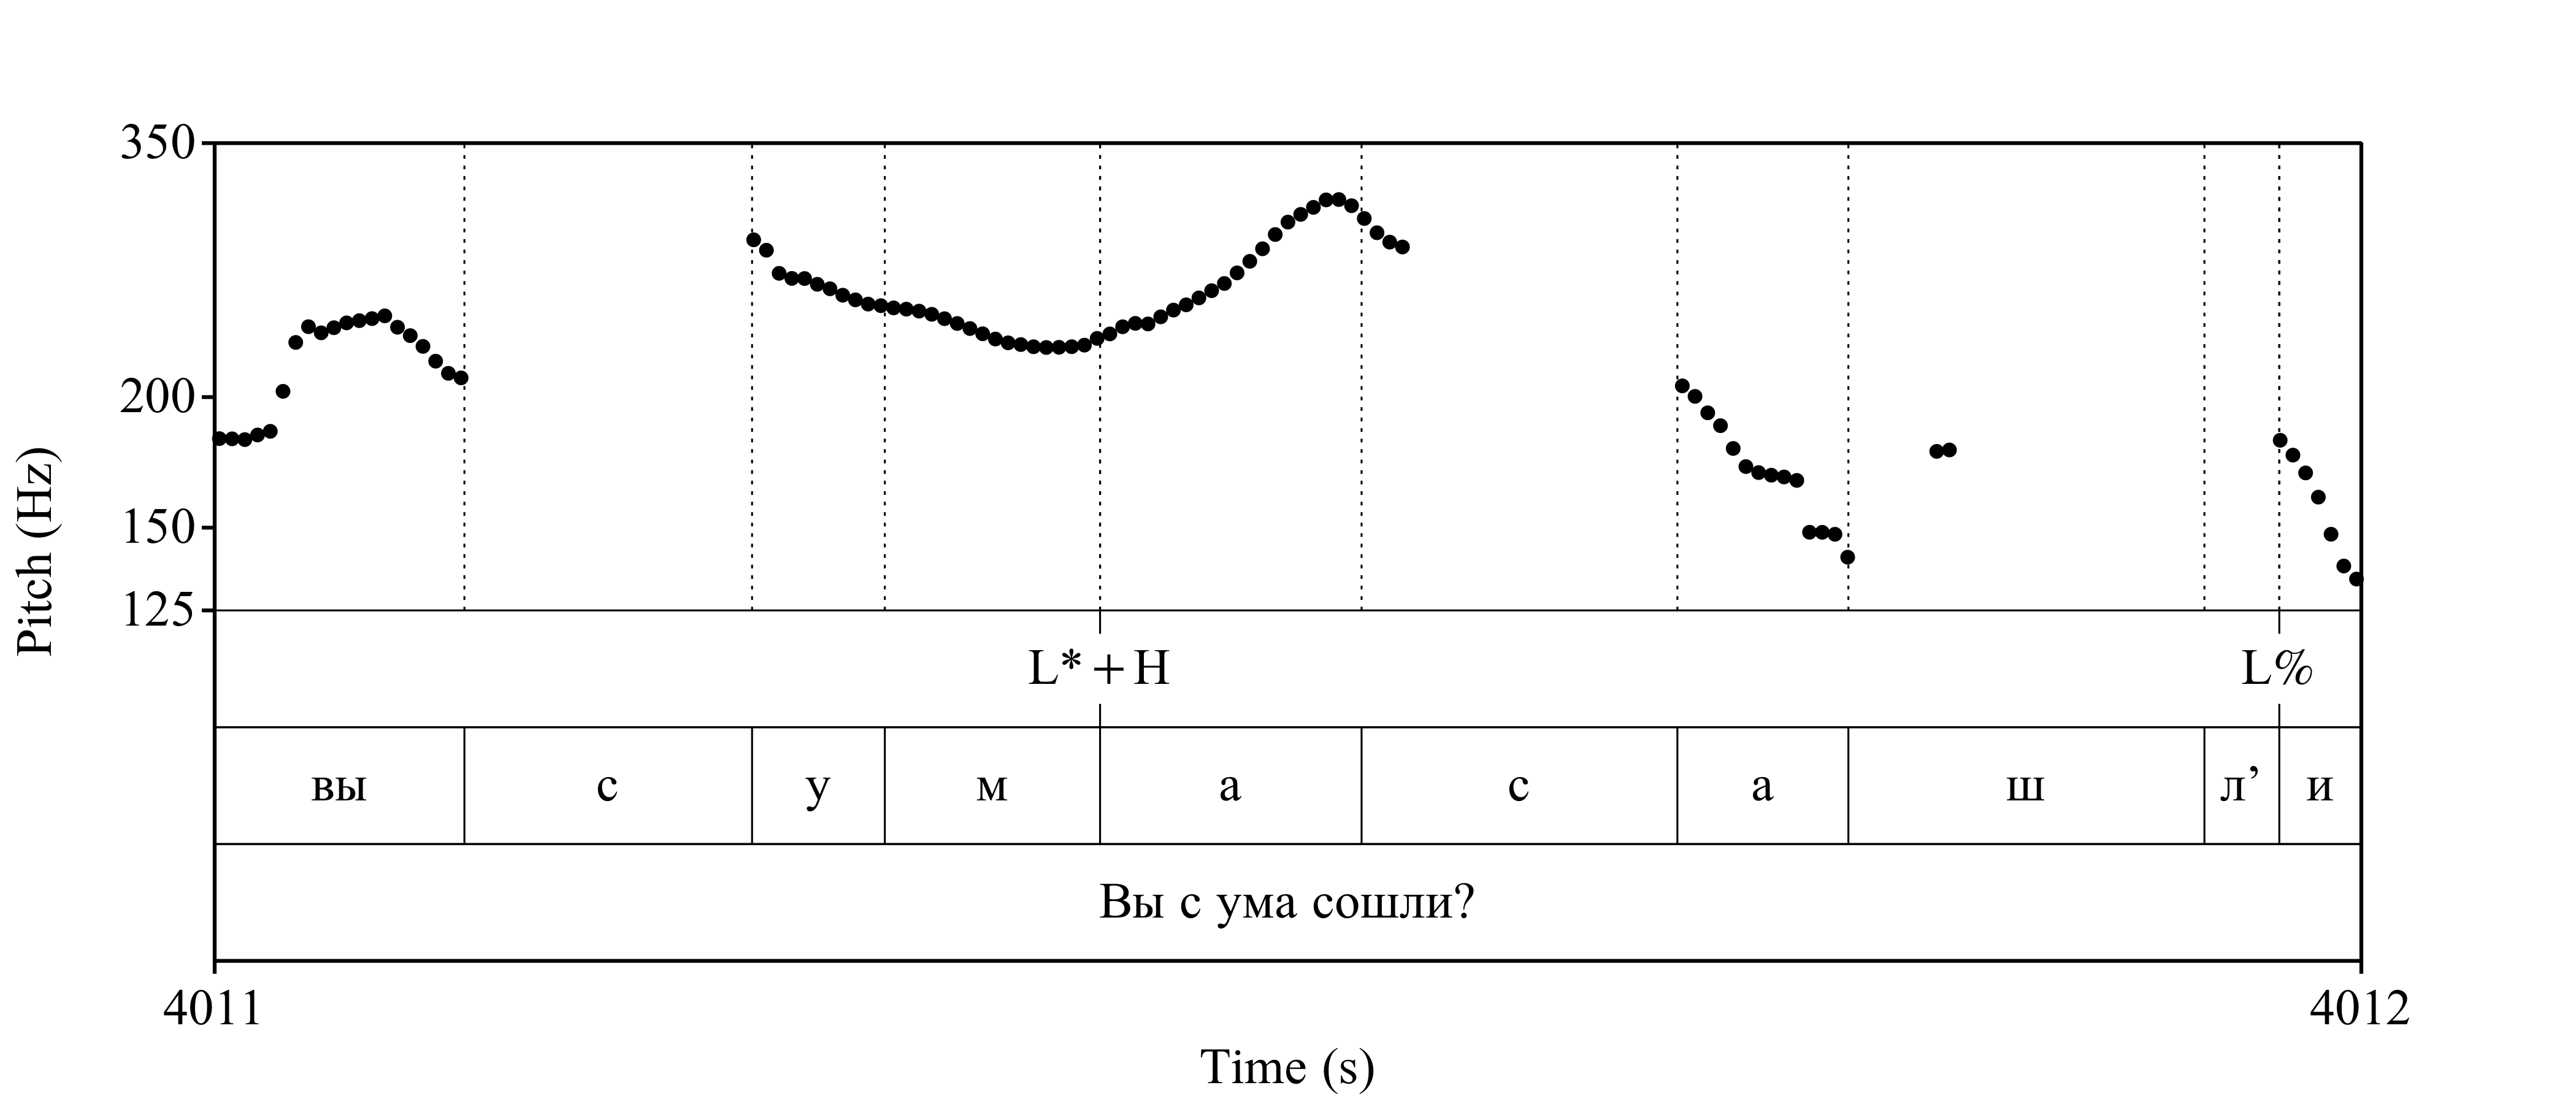 350
200
150
125
Pitch (Hz)
L* + H L%
вы с у м а с а ш л’ и
Вы с ума сошли?
4011 4012
Time (s)